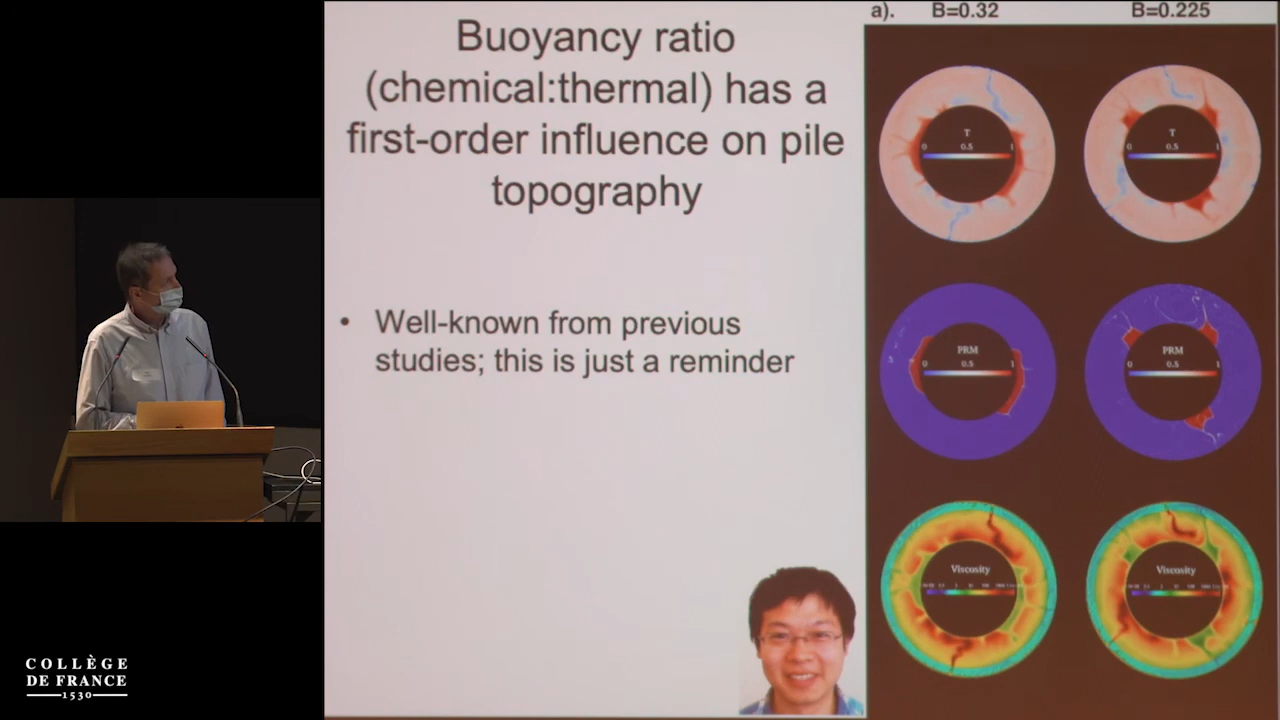 Buoyancy ratio
(chemical:thermal) has a
first-order influence on pile
topography
• Well-known from previous
studies; this is just a reminder
a). B=0.32 B=0.225
T
0 0.5 1
T
0 0.5 1
PRM
0 0.5 1
PRM
0 0.5 1
Viscosity
Viscosity
COLLÈGE
DE FRANCE
1530